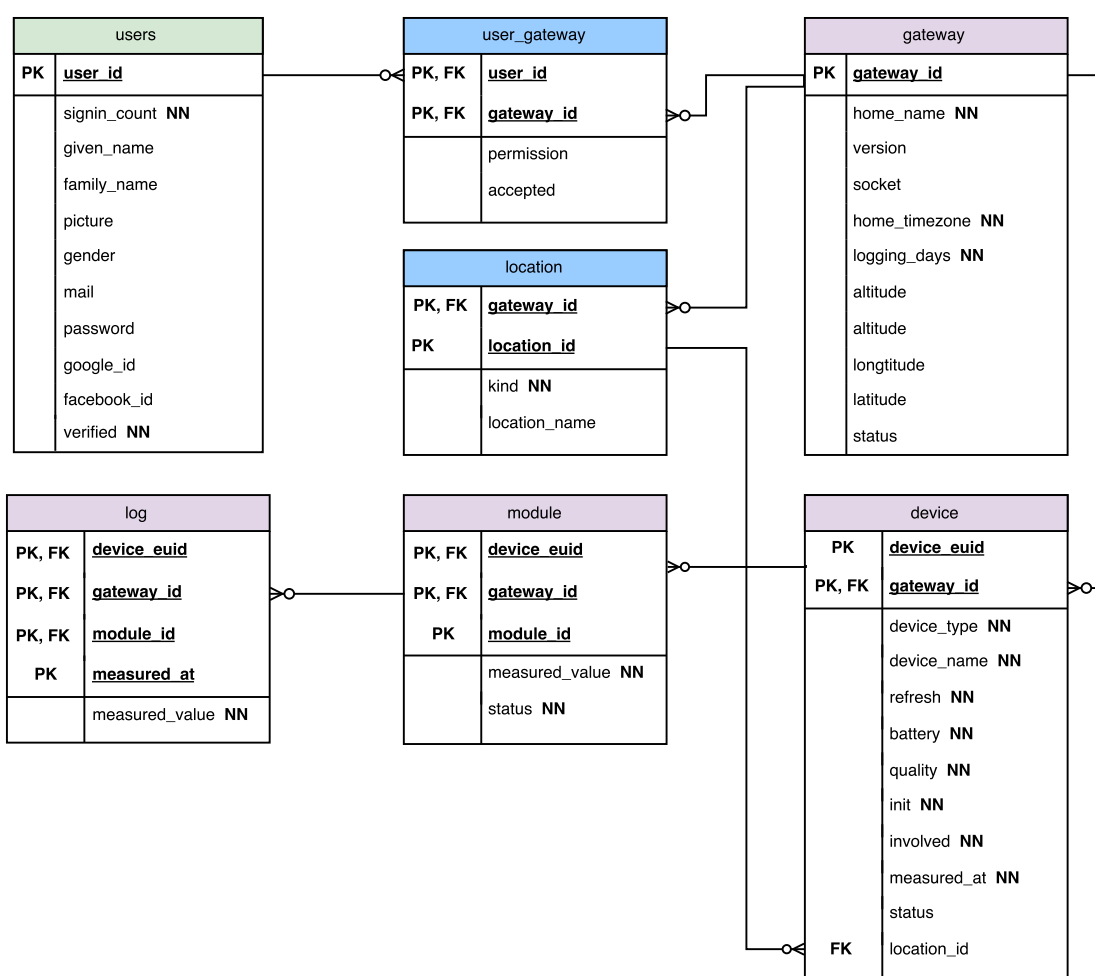 users
PK user_id
signin_count NN
given_name
family_name
picture
gender
mail
password
google_id
facebook_id
verified NN
user_gateway
PK, FK user_id
PK, FK gateway_id
permission
accepted
gateway
PK gateway_id
home_name NN
version
socket
home_timezone NN
logging_days NN
altitude
altitude
longtitude
latitude
status
location
PK, FK gateway_id
PK location_id
kind NN
location_name
log
PK, FK device_euid
PK, FK gateway_id
PK, FK module_id
PK measured_at
measured_value NN
module
PK, FK device_euid
PK, FK gateway_id
PK module_id
measured_value NN
status NN
device
PK device_euid
PK, FK gateway_id
device_type NN
device_name NN
refresh NN
battery NN
quality NN
init NN
involved NN
measured_at NN
status
FK location_id